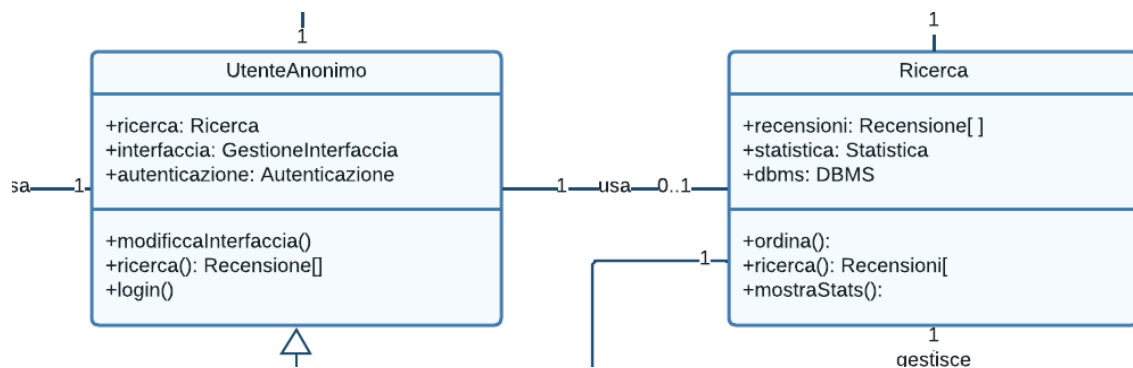 1
UtenteAnonimo
+ricerca: Ricerca
+interfaccia: GestioneInterfaccia
+autenticazione: Autenticazione
+modificcaInterfaccia()
+ricerca(): Recensione[]
+login()
sa
1
1
usa
0..1
1
Ricerca
+recensioni: Recensione[ ]
+statistica: Statistica
+dbms: DBMS
+ordina():
+ricerca(): Recensioni[
+mostraStats():
1
1
gestisce